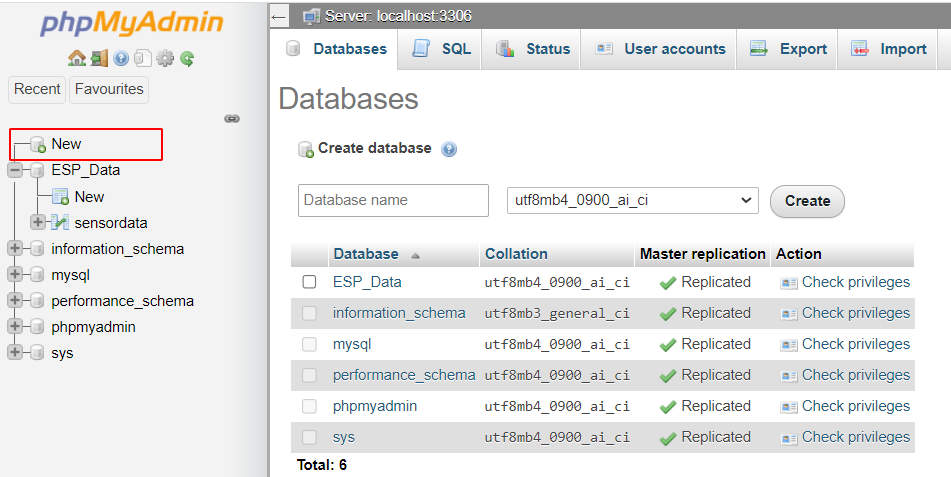 phpMyAdmin
Recent Favourites
New
ESP_Data
New
sensordata
information_schema
mysql
performance_schema
phpmyadmin
sys
Server: localhost:3306
Databases SQL Status User accounts Export Import
Databases
Create database
Database name utf8mb4_0900_ai_ci Create
Database Collation Master replication Action
ESP_Data utf8mb4_0900_ai_ci Replicated Check privileges
information_schema utf8mb3_general_ci Replicated Check privileges
mysql utf8mb4_0900_ai_ci Replicated Check privileges
performance_schema utf8mb4_0900_ai_ci Replicated Check privileges
phpmyadmin utf8mb4_0900_ai_ci Replicated Check privileges
sys utf8mb4_0900_ai_ci Replicated Check privileges
Total: 6